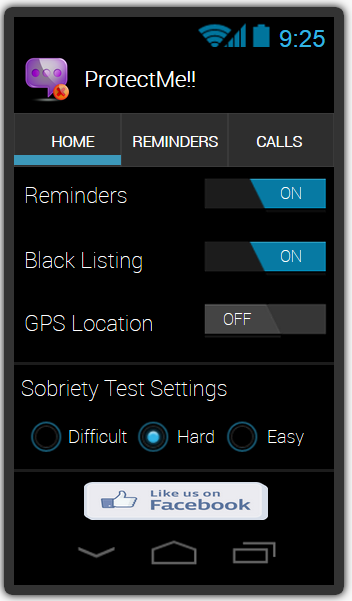 9:25
ProtectMe!!
HOME REMINDERS CALLS
Reminders ON
Black Listing ON
GPS Location OFF
Sobriety Test Settings
Difficult Hard Easy
Like us on
Facebook